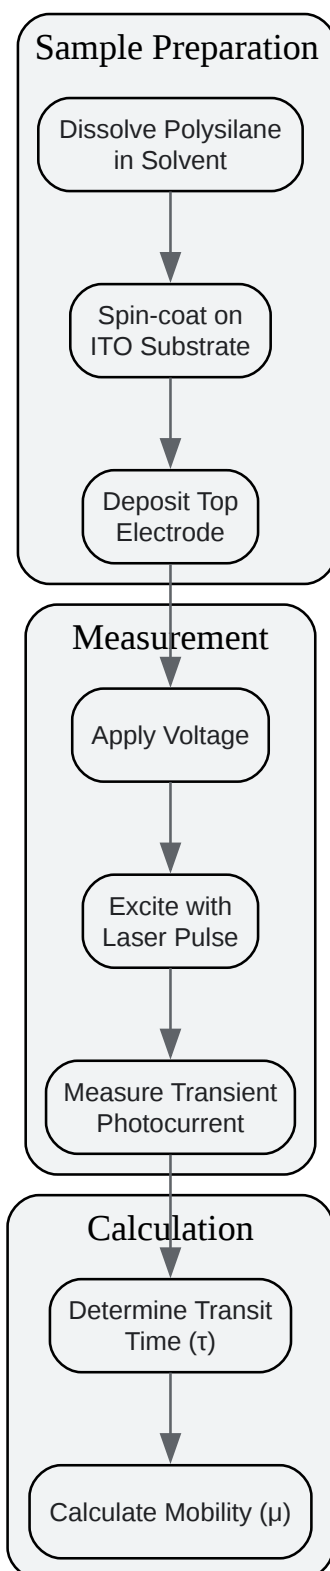 Sample Preparation
Dissolve Polysilane
in Solvent
Spin-coat on
ITO Substrate
Deposit Top
Electrode
Measurement
Apply Voltage
Excite with
Laser Pulse
Measure Transient
Photocurrent
Calculation
Determine Transit
Time (τ)
Calculate Mobility (μ)